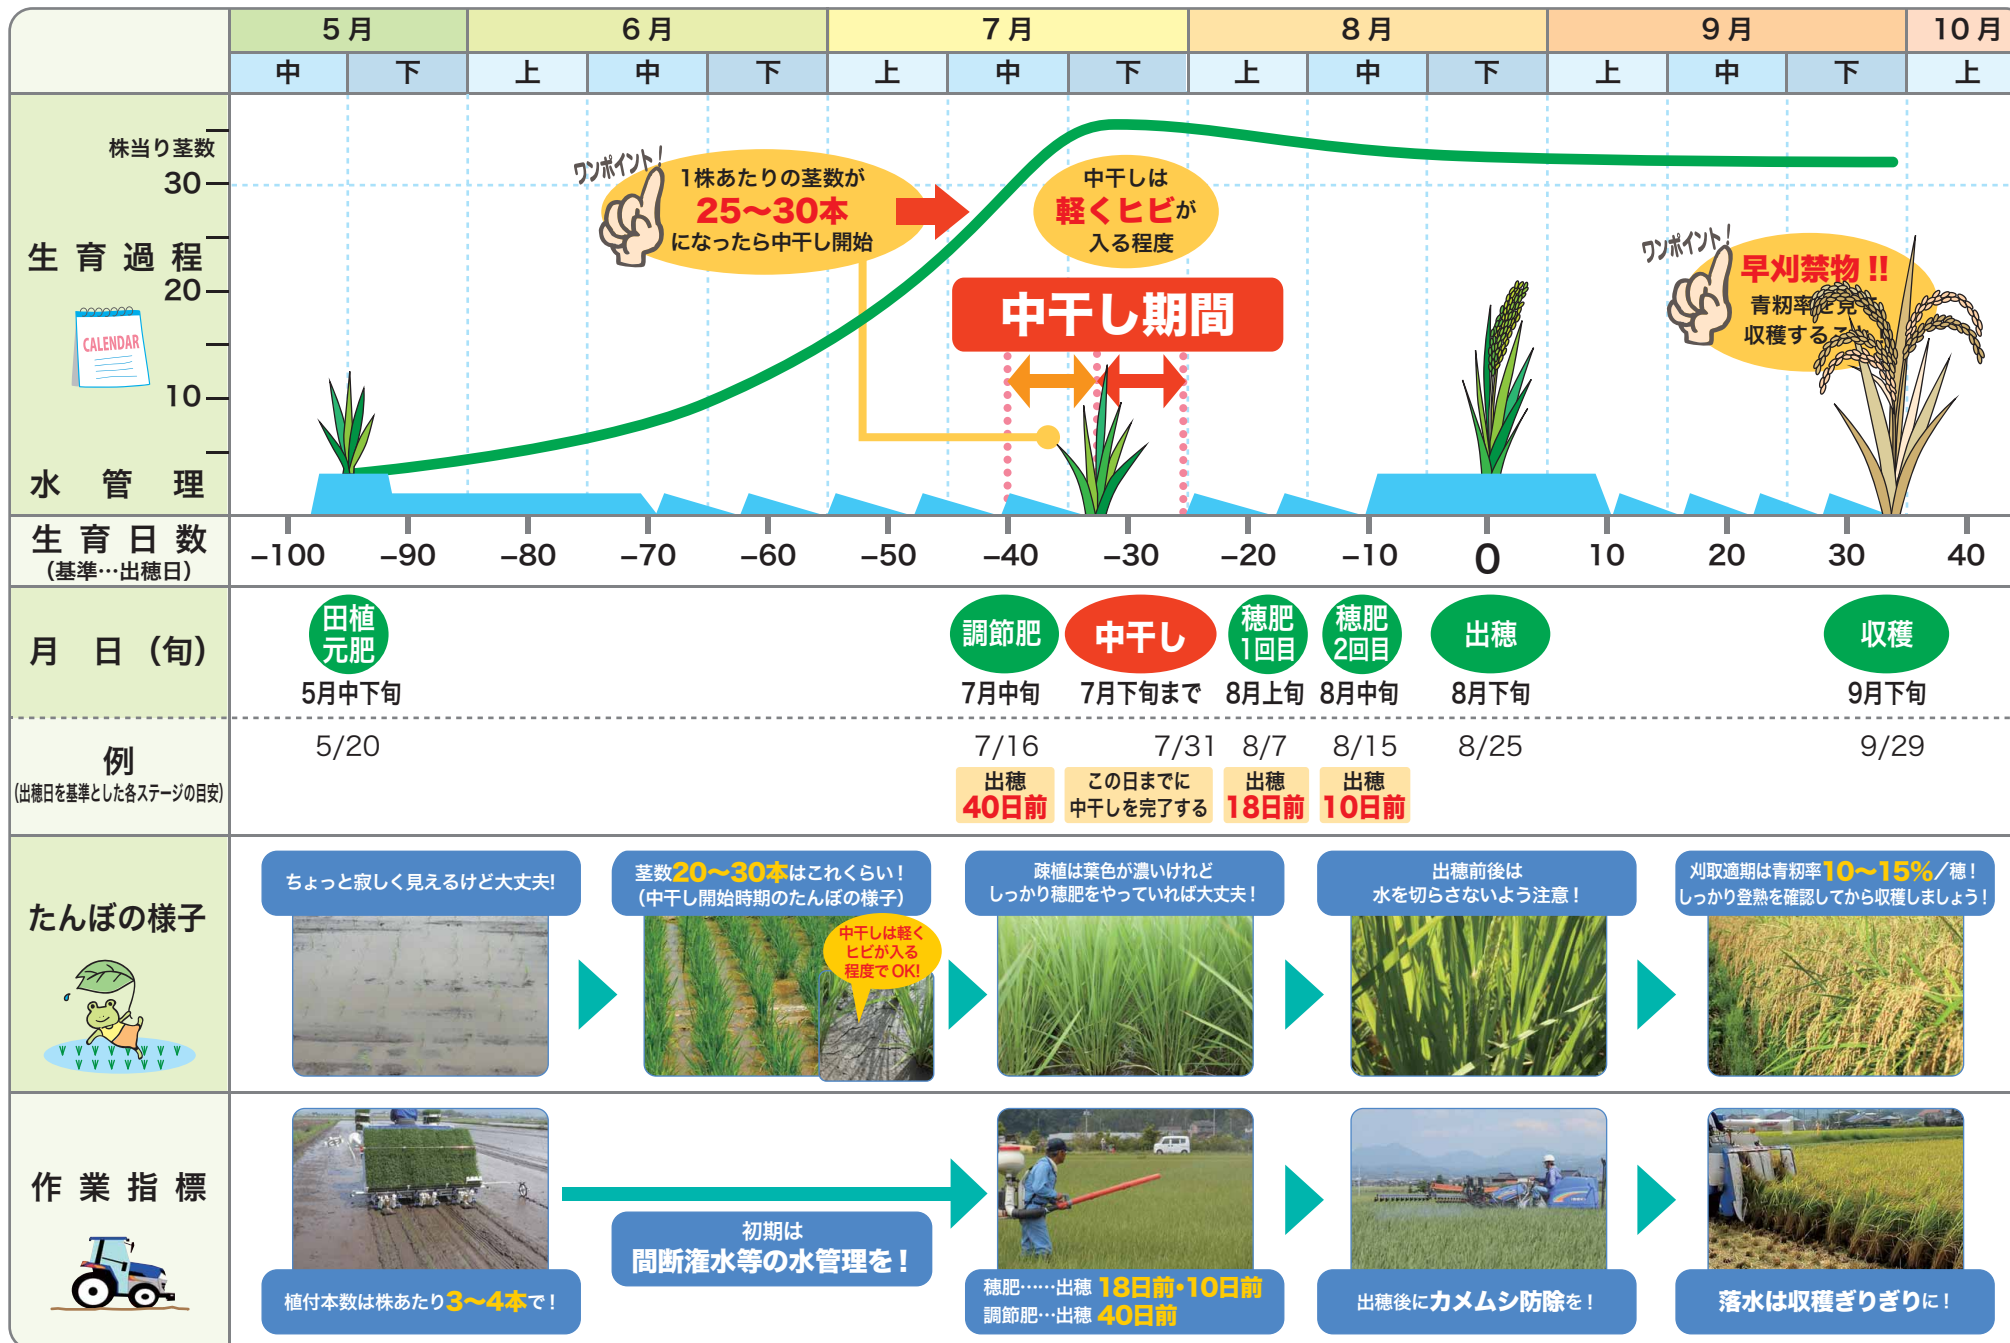 5月
6月
7月
8月
9月
10月
中
下
上
中
下
上
中
下
上
中
下
上
中
下
上
生育過程
株当り茎数
30
20
10
CALENDAR
ワンポイント！
1株あたりの茎数が
25〜30本
になったら中干し開始
中干しは
軽くヒビが
入る程度
中干し期間
ワンポイント！
早刈禁物!!
青籾率を見て
収穫するこ
水管理
生育日数
（基準…出穂日）
–100
–90
–80
–70
–60
–50
–40
–30
–20
–10
0
10
20
30
40
月日（旬）
田植
元肥
5月中下旬
調節肥
7月中旬
中干し
7月下旬まで
穂肥
1回目
8月上旬
穂肥
2回目
8月中旬
出穂
8月下旬
収穫
9月下旬
例
（出穂日を基準とした各ステージの目安）
5/20
7/16
出穂
40日前
7/31
この日までに
中干しを完了する
8/7
出穂
18日前
8/15
出穂
10日前
8/25
9/29
たんぼの様子
ちょっと寂しく見えるけど大丈夫!
茎数20〜30本はこれくらい！
（中干し開始時期のたんぼの様子）
中干しは軽く
ヒビが入る
程度でOK!
疎植は葉色が濃いけれど
しっかり穂肥をやっていれば大丈夫！
出穂前後は
水を切らさないよう注意！
刈取適期は青籾率10〜15%／穂！
しっかり登熟を確認してから収穫しましょう！
作業指標
植付本数は株あたり3〜4本で！
初期は
間断潅水等の水管理を！
穂肥……出穂 18日前・10日前
調節肥…出穂 40日前
出穂後にカメムシ防除を！
落水は収穫ぎりぎりに！